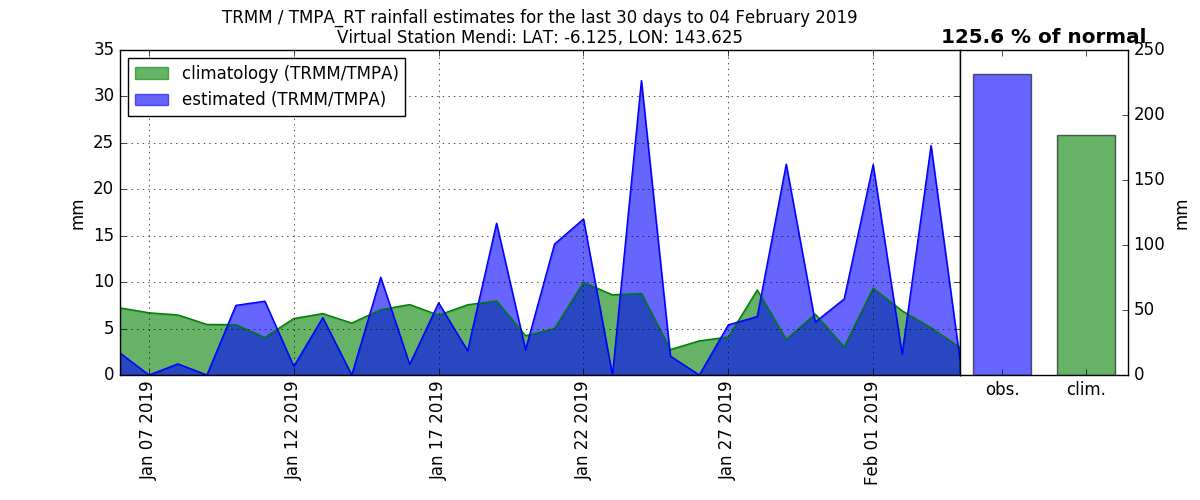 TRMM / TMPA_RT rainfall estimates for the last 30 days to 04 February 2019
Virtual Station Mendi: LAT: -6.125, LON: 143.625
125.6 % of normal
climatology (TRMM/TMPA)
estimated (TRMM/TMPA)
35
30
25
20
15
10
5
0
mm
Jan 07 2019
Jan 12 2019
Jan 17 2019
Jan 22 2019
Jan 27 2019
Feb 01 2019
obs.
clim.
250
200
150
100
50
0
mm